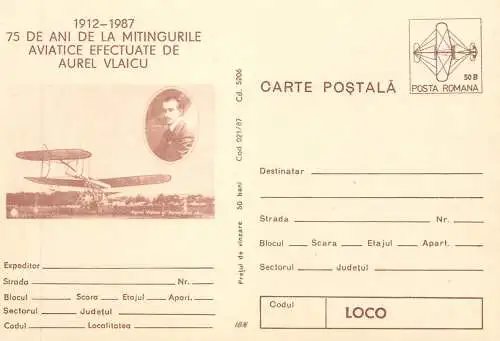 1912-1987
75 DE ANI DE LA MITINGURILE
AVIATICE EFECTUATE DE
AUREL VLAICU
Expeditor
Strada Nr.
Blocul Scara Etajul Apart.
Sectorul Județul
Codul Localitatea
Prețul de vinzare 50 bani Cod 021/87 Cd. 5206
CARTE POȘTALĂ
50 B
POSTA ROMANA
Destinatar
Strada Nr.
Blocul Scara Etajul Apart.
Sectorul Județul
Codul LOCO